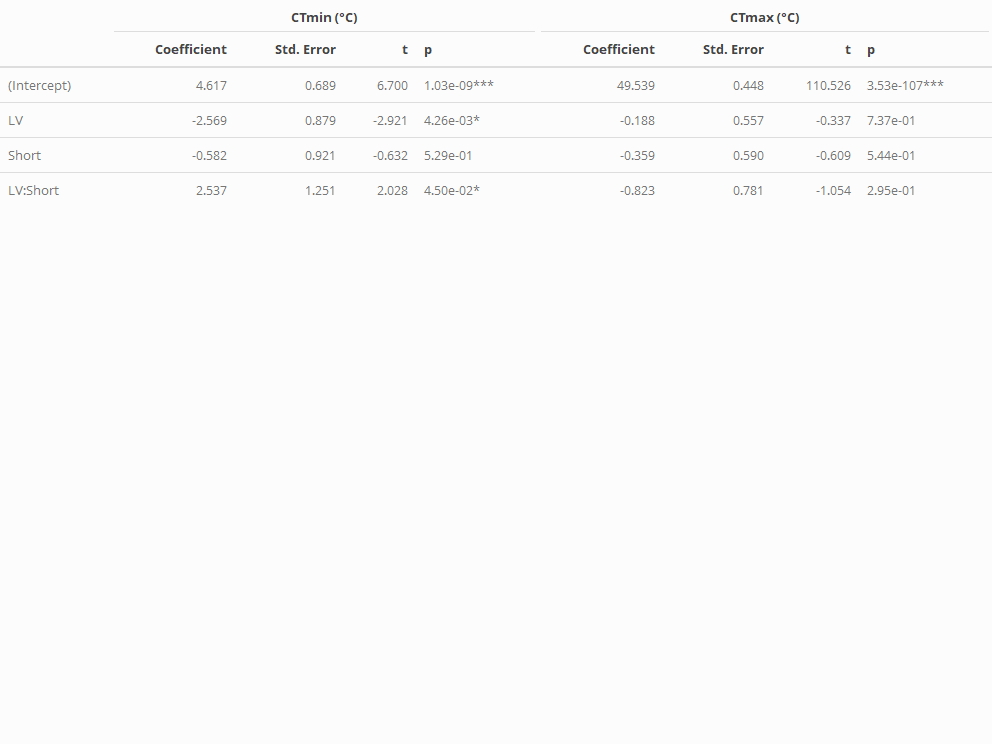 CTmin (°C) CTmax (°C)
Coefficient Std. Error t p Coefficient Std. Error t p
(Intercept) 4.617 0.689 6.700 1.03e-09*** 49.539 0.448 110.526 3.53e-107***
LV -2.569 0.879 -2.921 4.26e-03* -0.188 0.557 -0.337 7.37e-01
Short -0.582 0.921 -0.632 5.29e-01 -0.359 0.590 -0.609 5.44e-01
LV:Short 2.537 1.251 2.028 4.50e-02* -0.823 0.781 -1.054 2.95e-01